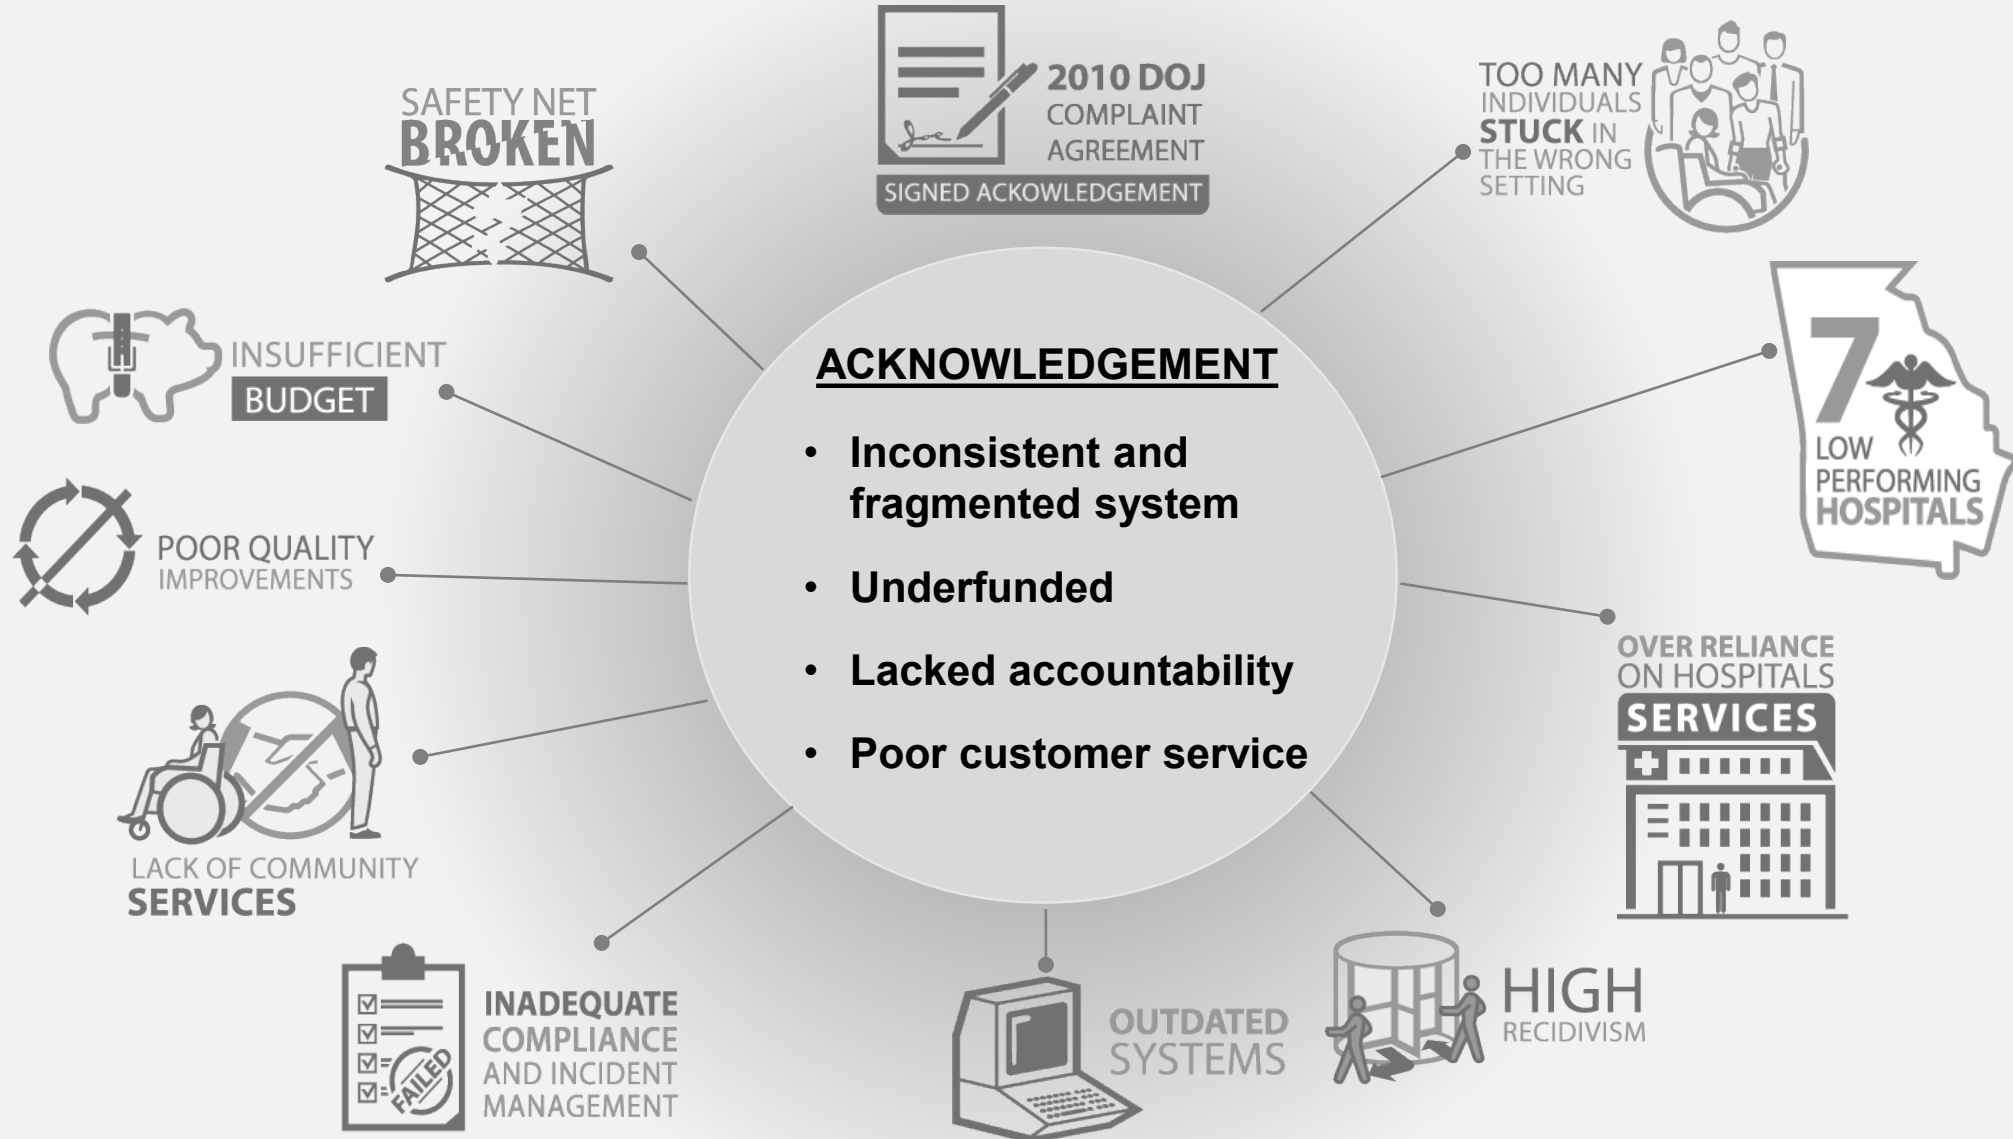 2010 DOJ
COMPLAINT
AGREEMENT
SIGNED ACKOWLEDGEMENT
Joe
TOO MANY
INDIVIDUALS
STUCK IN
THE WRONG
SETTING
7
LOW
PERFORMING
HOSPITALS
OVER RELIANCE
ON HOSPITALS
SERVICES
HIGH
RECIDIVISM
OUTDATED
SYSTEMS
INADEQUATE
COMPLIANCE
AND INCIDENT
MANAGEMENT
FAILED
LACK OF COMMUNITY
SERVICES
POOR QUALITY
IMPROVEMENTS
INSUFFICIENT
BUDGET
SAFETY NET
BROKEN
ACKNOWLEDGEMENT
• Inconsistent and
fragmented system
• Underfunded
• Lacked accountability
• Poor customer service